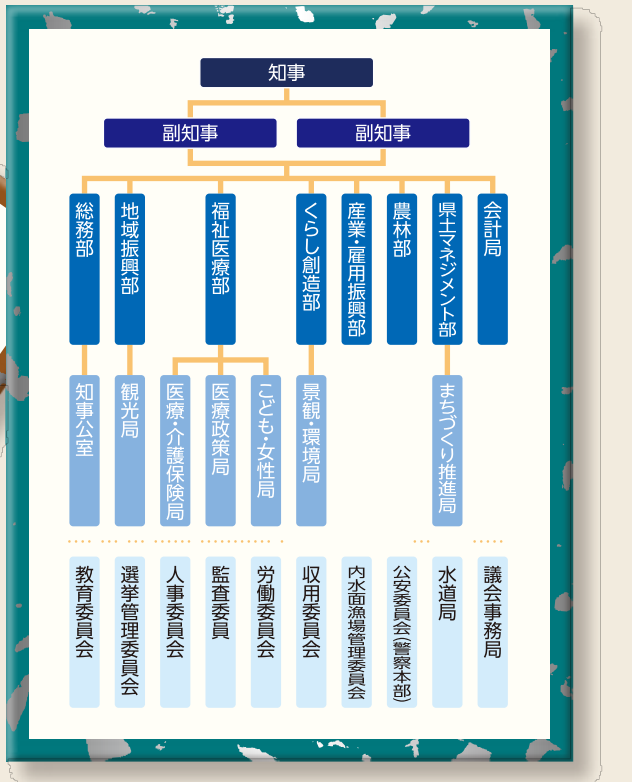 知事
副知事
副知事
総務部
地域振興部
福祉医療部
くらし創造部
産業・雇用振興部
農林部
県土マネジメント部
会計局
知事公室
観光局
医療・介護保険局
医療政策局
こども・女性局
景観・環境局
まちづくり推進局
教育委員会
選挙管理委員会
人事委員会
監査委員
労働委員会
収用委員会
内水面漁場管理委員会
公安委員会（警察本部）
水道局
議会事務局